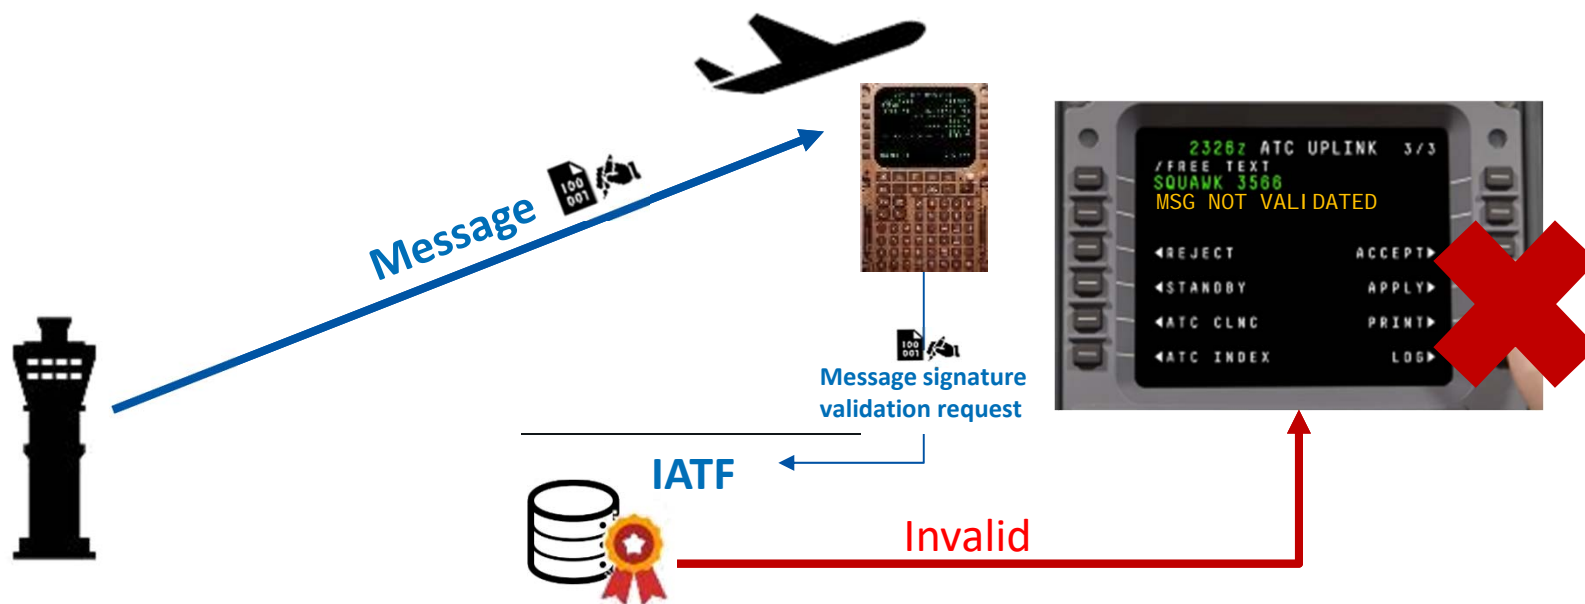 Message
100
001
2326z ATC UPLINK 3/3
/FREE TEXT
SQUAWK 3566
MSG NOT VALIDATED
◀REJECT ACCEPT▶
◀STANDBY APPLY▶
◀ATC CLNC PRINT▶
◀ATC INDEX LOG▶
100
001
Message signature
validation request
IATF
Invalid